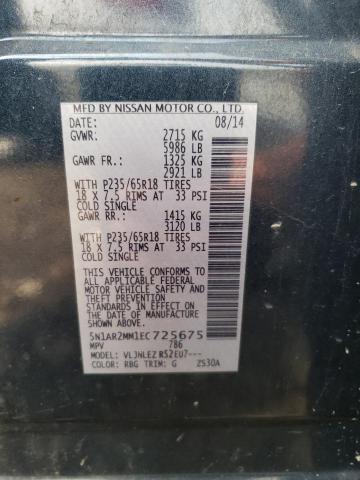 MFD BY NISSAN MOTOR CO., LTD.
DATE: 08/14
GVWR: 2715 KG
5986 LB
GAWR FR.: 1325 KG
2921 LB
WITH P235/65R18 TIRES
18 X 7.5 RIMS AT 33 PSI
COLD SINGLE
GAWR RR.: 1415 KG
3120 LB
WITH P235/65R18 TIRES
18 X 7.5 RIMS AT 33 PSI
COLD SINGLE
THIS VEHICLE CONFORMS TO ALL
APPLICABLE FEDERAL
MOTOR VEHICLE SAFETY
AND THEFT PREVENTION
STANDARDS IN EFFECT ON THE
DATE OF MANUFACTURE SHOWN
ABOVE.
5N1AR2MM1EC725675
MPV 786
MODEL: VLJNLEZ R52EU7---
COLOR: RBG TRIM: G ZS30A